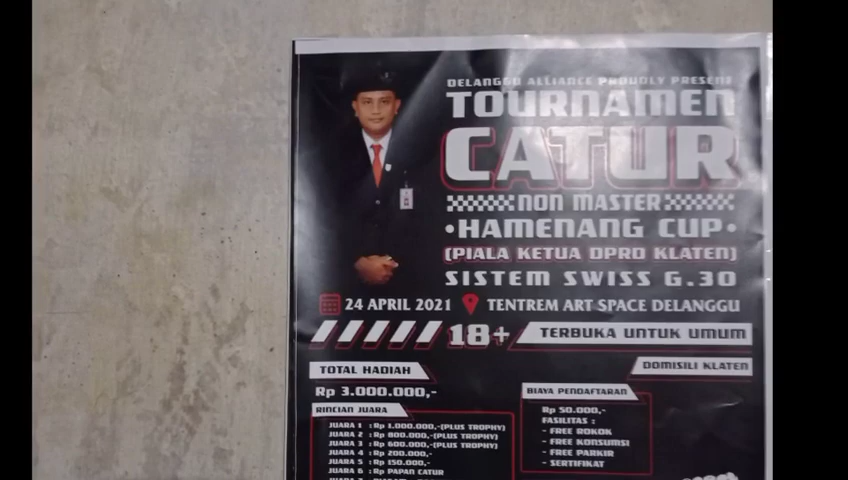 DELANGGU ALLIANCE PROUDLY PRESENT
TOURNAMEN
CATUR
NON MASTER
•HAMENANG CUP•
(PIALA KETUA DPRD KLATEN)
SISTEM SWISS G.30
24 APRIL 2021 TENTREM ART SPACE DELANGGU
18+ TERBUKA UNTUK UMUM
DOMISILI KLATEN
TOTAL HADIAH
Rp 3.000.000,-
RINCIAN JUARA
JUARA 1 : Rp 1.000.000,-(PLUS TROPHY)
JUARA 2 : Rp 800.000,-(PLUS TROPHY)
JUARA 3 : Rp 600.000,-(PLUS TROPHY)
JUARA 4 : Rp 200.000,-
JUARA 5 : Rp 150.000,-
JUARA 6 : Rp PAPAN CATUR
BIAYA PENDAFTARAN
Rp 50.000,-
FASILITAS :
- FREE ROKOK
- FREE KONSUMSI
- FREE PARKIR
- SERTIFIKAT